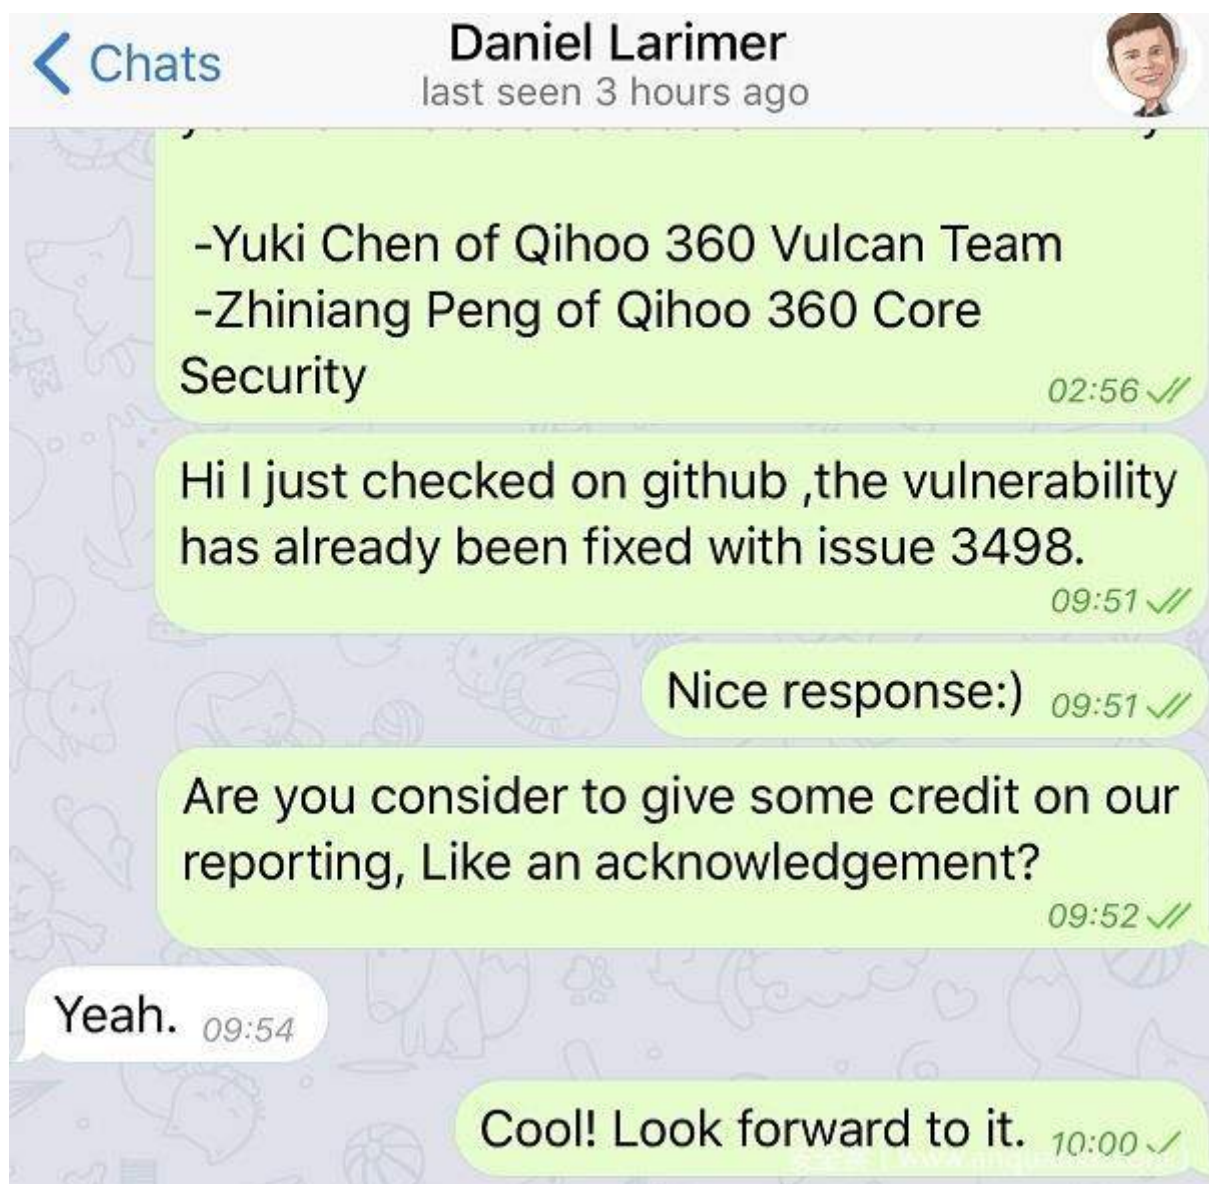 Chats
Daniel Larimer
last seen 3 hours ago
-Yuki Chen of Qihoo 360 Vulcan Team
-Zhiniang Peng of Qihoo 360 Core
Security
02:56
Hi I just checked on github ,the vulnerability
has already been fixed with issue 3498.
09:51
Nice response:) 09:51
Are you consider to give some credit on our
reporting, Like an acknowledgement?
09:52
Yeah. 09:54
Cool! Look forward to it. 10:00